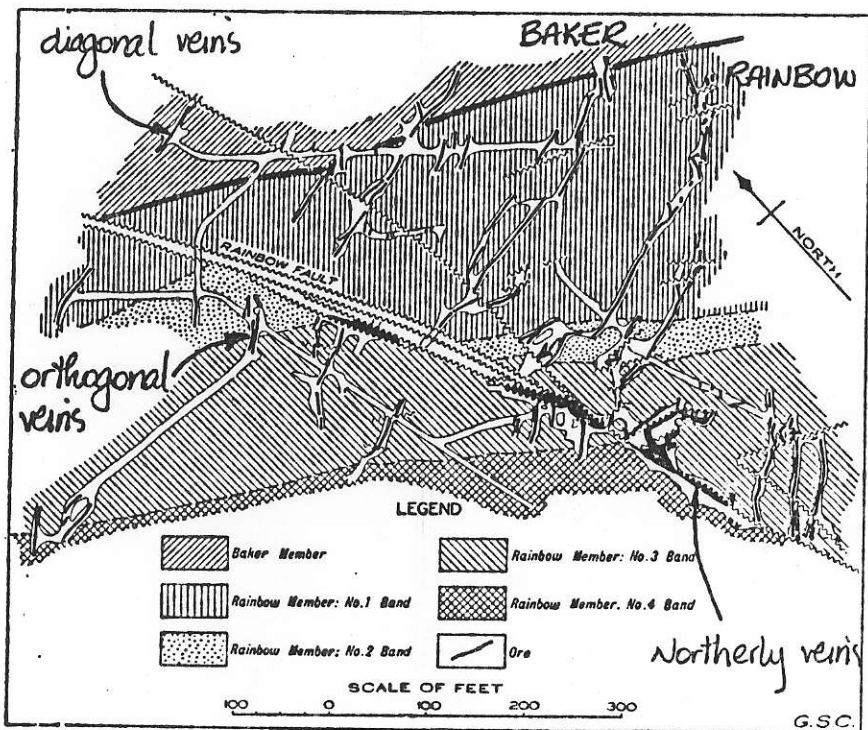 diagonal veins
BAKER
RAINBOW
NORTH
RAINBOW FAULT
orthogonal
veins
LEGEND
Baker Member
Rainbow Member: No.1 Band
Rainbow Member: No.2 Band
Rainbow Member: No.3 Band
Rainbow Member. No.4 Band
Ore
Northerly veins
SCALE OF FEET
100 0 100 200 300
G.S.C.